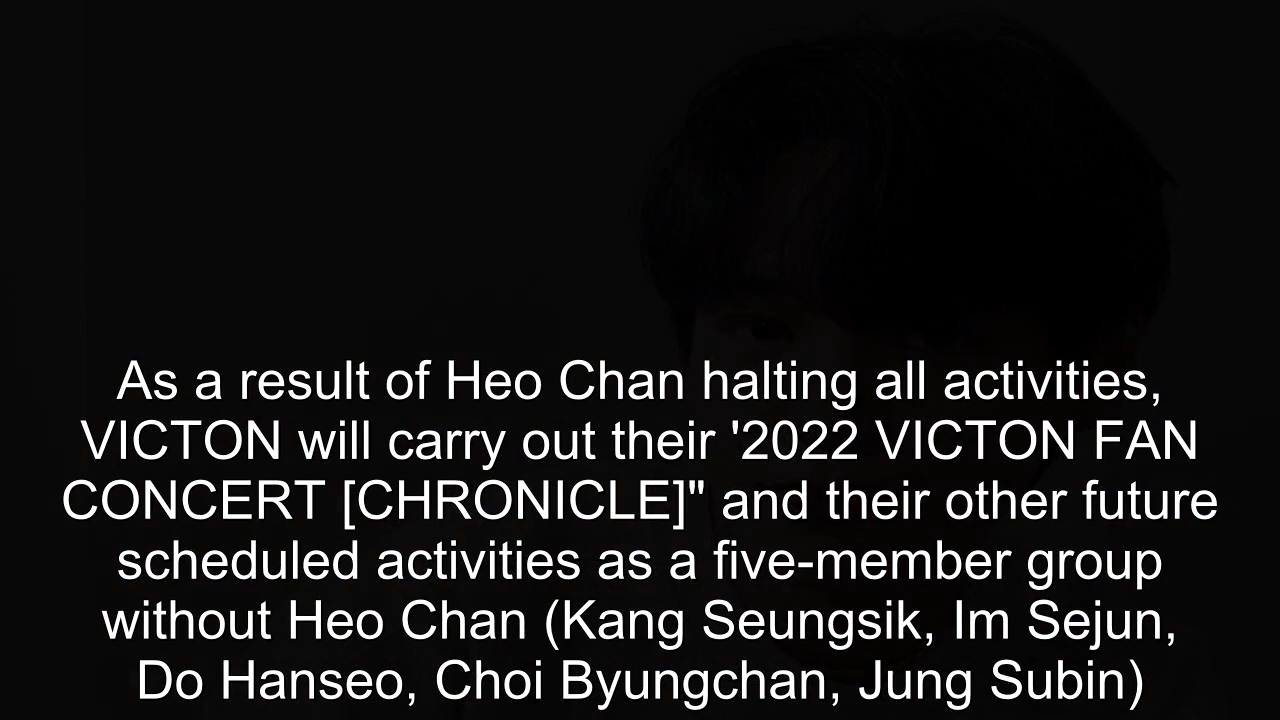 As a result of Heo Chan halting all activities,
VICTON will carry out their '2022 VICTON FAN
CONCERT [CHRONICLE]" and their other future
scheduled activities as a five-member group
without Heo Chan (Kang Seungsik, Im Sejun,
Do Hanseo, Choi Byungchan, Jung Subin)